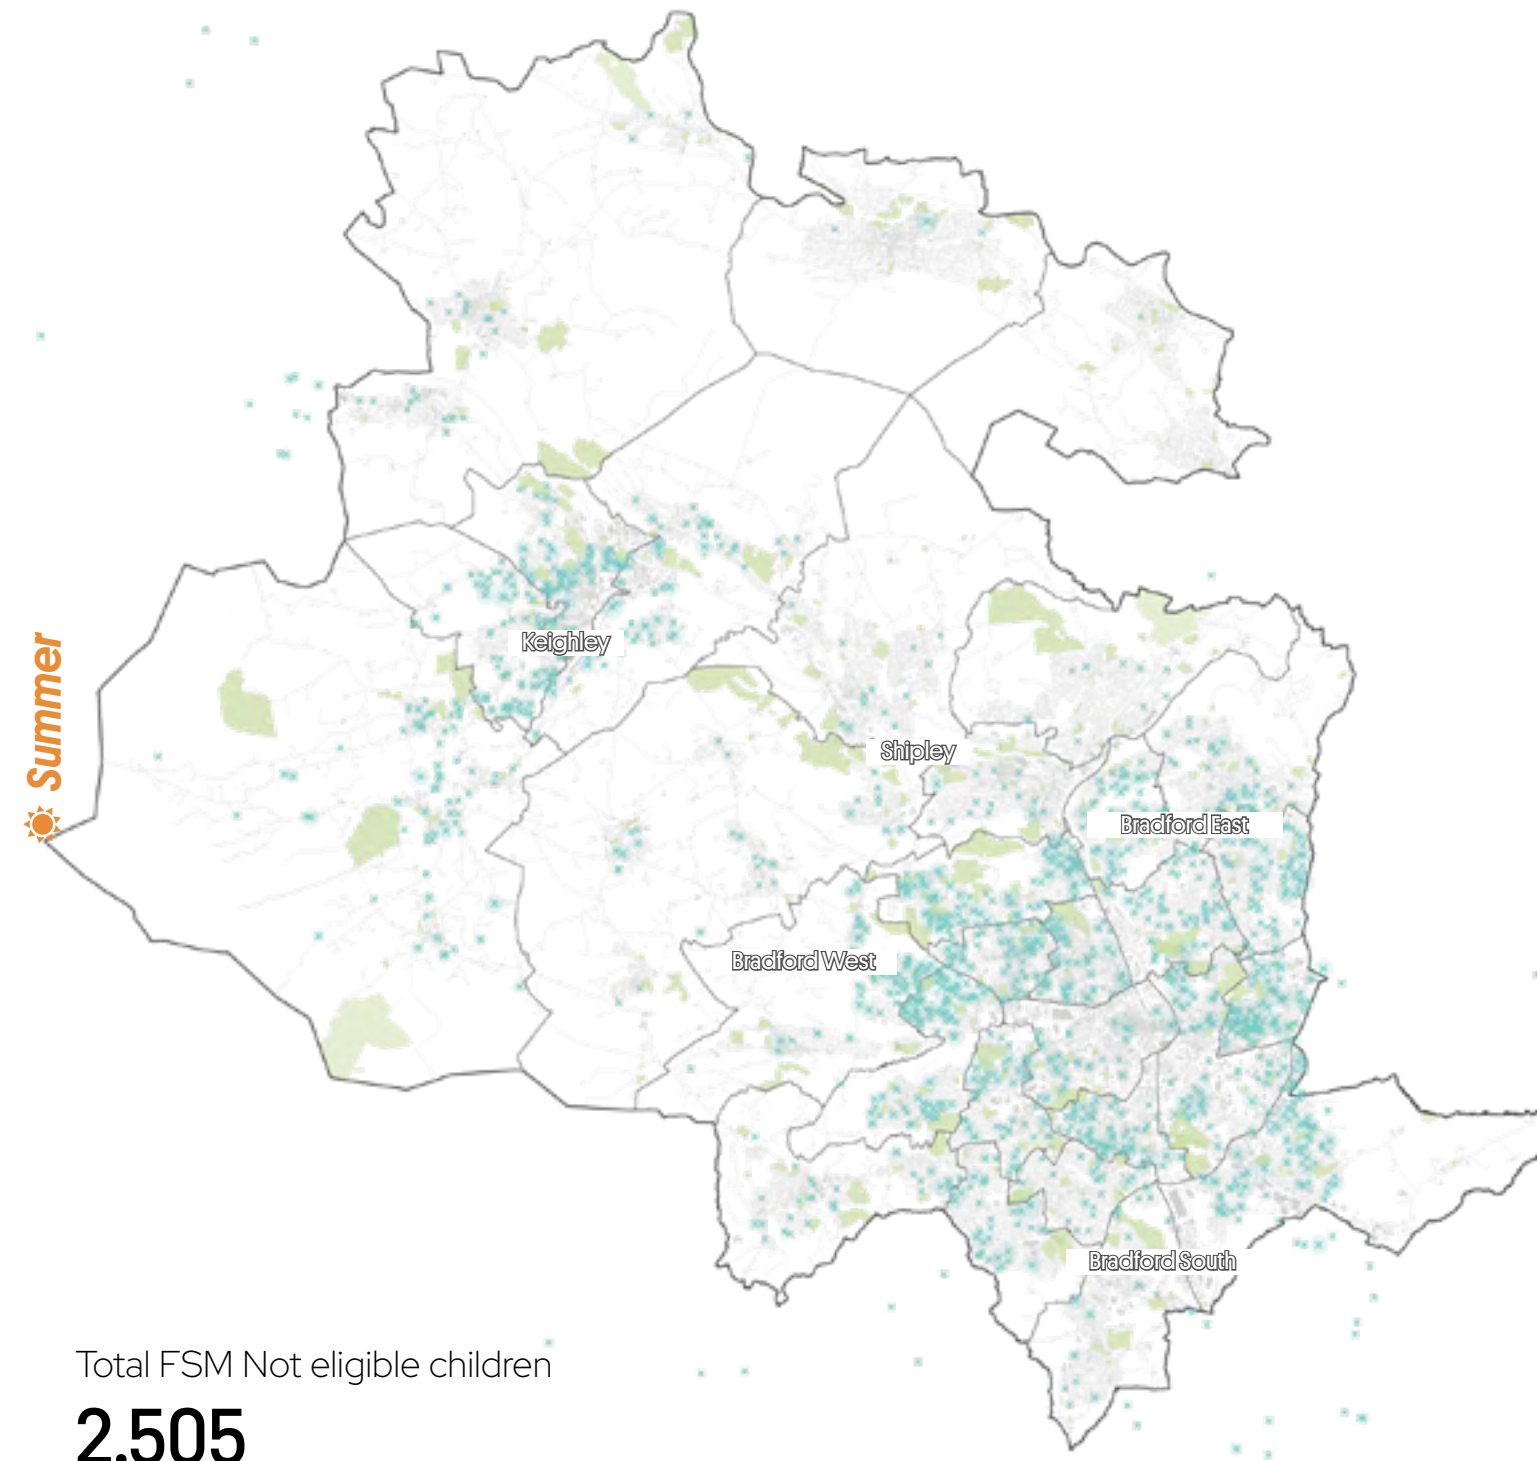 Summer
Keighley
Shipley
Bradford East
Bradford West
Bradford South
Total FSM Not eligible children
2,505